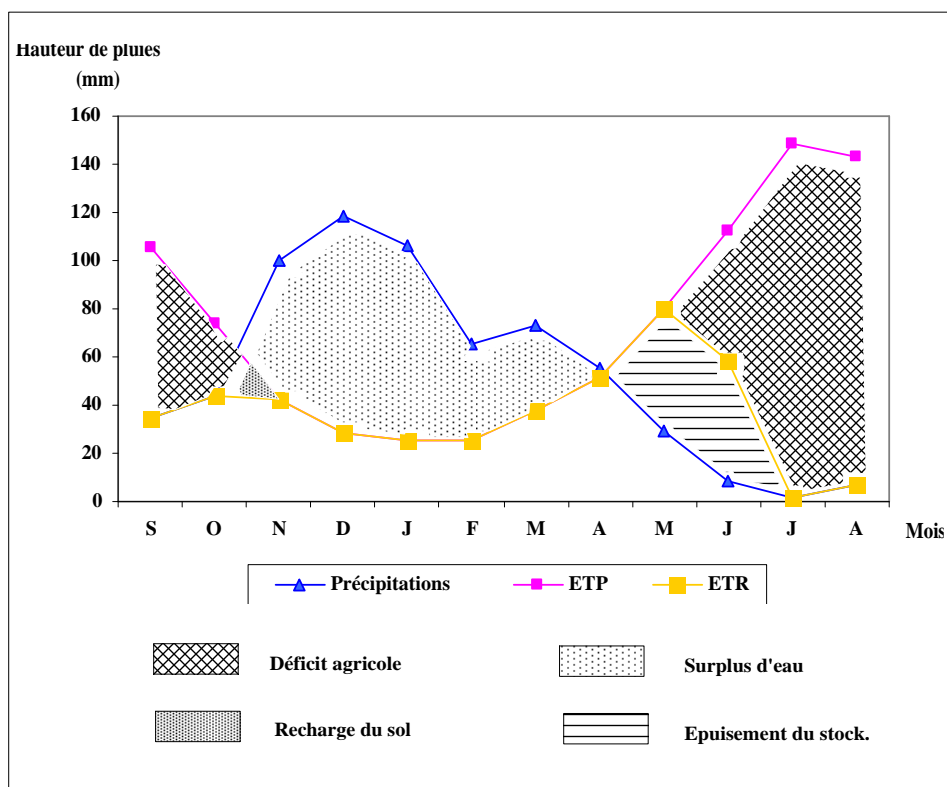 Hauteur de pluies
(mm)
160
140
120
100
80
60
40
20
0
S O N D J F M A M J J A
Mois
Précipitations ETP ETR
Déficit agricole
Surplus d'eau
Recharge du sol
Epuisement du stock.